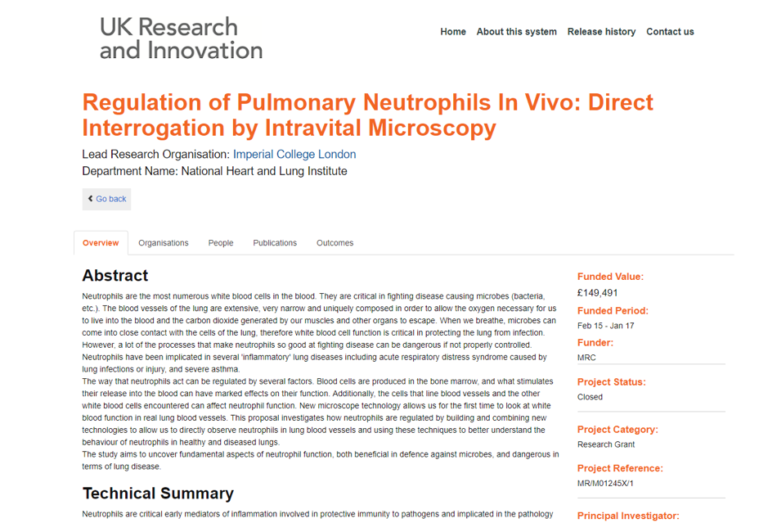 UK Research
and Innovation
Home About this system Release history Contact us
Regulation of Pulmonary Neutrophils In Vivo: Direct
Interrogation by Intravital Microscopy
Lead Research Organisation: Imperial College London
Department Name: National Heart and Lung Institute
Go back
Overview Organisations People Publications Outcomes
Abstract
Neutrophils are the most numerous white blood cells in the blood. They are critical in fighting disease causing microbes (bacteria,
etc.). The blood vessels of the lung are extensive, very narrow and uniquely composed in order to allow the oxygen necessary for us
to live into the blood and the carbon dioxide generated by our muscles and other organs to escape. When we breathe, microbes can
come into close contact with the cells of the lung, therefore white blood cell function is critical in protecting the lung from infection.
However, a lot of the processes that make neutrophils so good at fighting disease can be dangerous if not properly controlled.
Neutrophils have been implicated in several 'inflammatory' lung diseases including acute respiratory distress syndrome caused by
lung infections or injury, and severe asthma.
The way that neutrophils act can be regulated by several factors. Blood cells are produced in the bone marrow, and what stimulates
their release into the blood can have marked effects on their function. Additionally, the cells that line blood vessels and the other
white blood cells encountered can affect neutrophil function. New microscope technology allows us for the first time to look at white
blood function in real lung blood vessels. This proposal investigates how neutrophils are regulated by building and combining new
technologies to allow us to directly observe neutrophils in lung blood vessels and using these techniques to better understand the
behaviour of neutrophils in healthy and diseased lungs.
The study aims to uncover fundamental aspects of neutrophil function, both beneficial in defence against microbes, and dangerous in
terms of lung disease.
Technical Summary
Neutrophils are critical early mediators of inflammation involved in protective immunity to pathogens and implicated in the pathology
Funded Value:
£149,491
Funded Period:
Feb 15 - Jan 17
Funder:
MRC
Project Status:
Closed
Project Category:
Research Grant
Project Reference:
MR/M01245X/1
Principal Investigator: